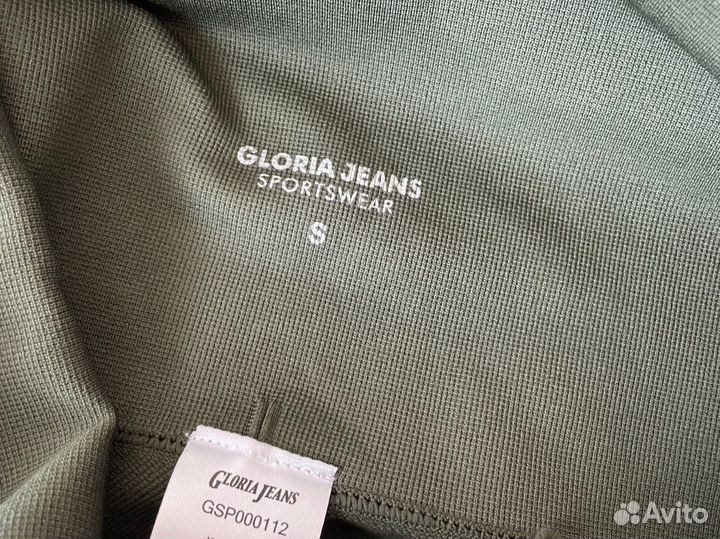 GLORIA JEANS
SPORTSWEAR
S
GLORIA JEANS
GSP000112
Avito